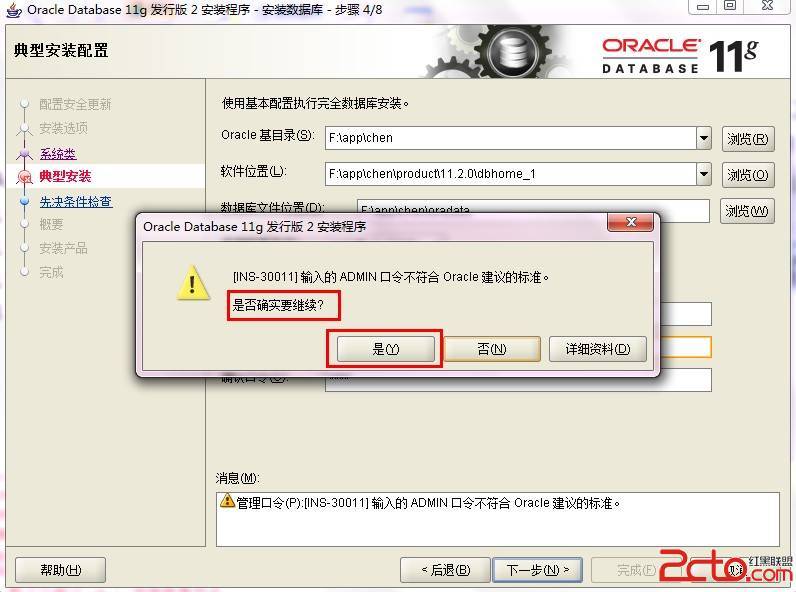 Oracle Database 11g 发行版 2 安装程序 - 安装数据库 - 步骤 4/8
典型安装配置
ORACLE
DATABASE 11g
配置安全更新
安装选项
系统类
典型安装
先决条件检查
概要
安装产品
完成
使用基本配置执行完全数据库安装。
Oracle 基目录(S): F:\app\chen 浏览(R)
软件位置(L): F:\app\chen\product\11.2.0\dbhome_1 浏览(O)
数据库文件位置(D): F:\app\chen\oradata 浏览(W)
Oracle Database 11g 发行版 2 安装程序
[INS-30011] 输入的 ADMIN 口令不符合 Oracle 建议的标准。
是否确实要继续?
是(Y) 否(N) 详细资料(D)
确认口令(C):
消息(M):
管理口令(P):[INS-30011] 输入的 ADMIN 口令不符合 Oracle 建议的标准。
帮助(H) < 后退(B) 下一步(N) > 完成(F) 取消
2cto.com 红黑联盟